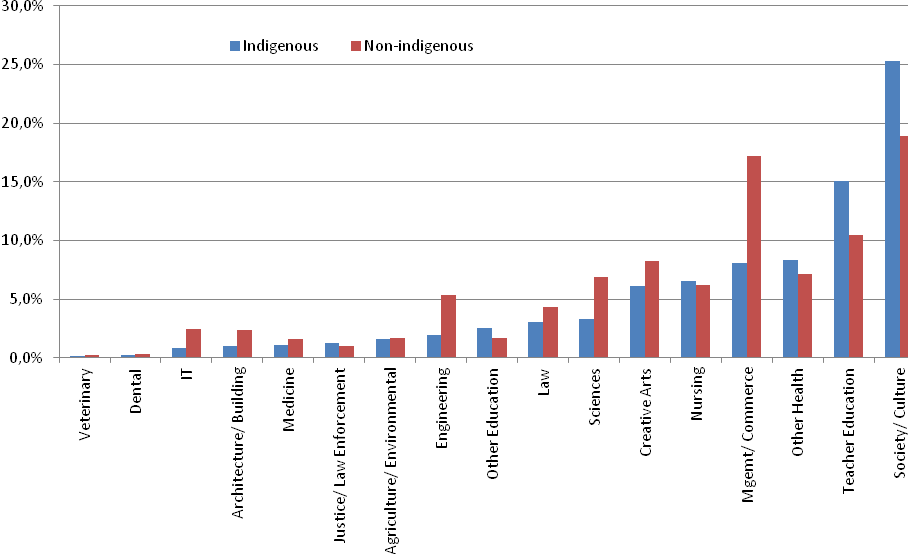 30,0%
Indigenous
Non-indigenous
25,0%
20,0%
15,0%
10,0%
5,0%
0,0%
Veterinary
Dental
IT
Architecture/ Building
Medicine
Justice/ Law Enforcement
Agriculture/ Environmental
Engineering
Other Education
Law
Sciences
Creative Arts
Nursing
Mgemt/ Commerce
Other Health
Teacher Education
Society/ Culture